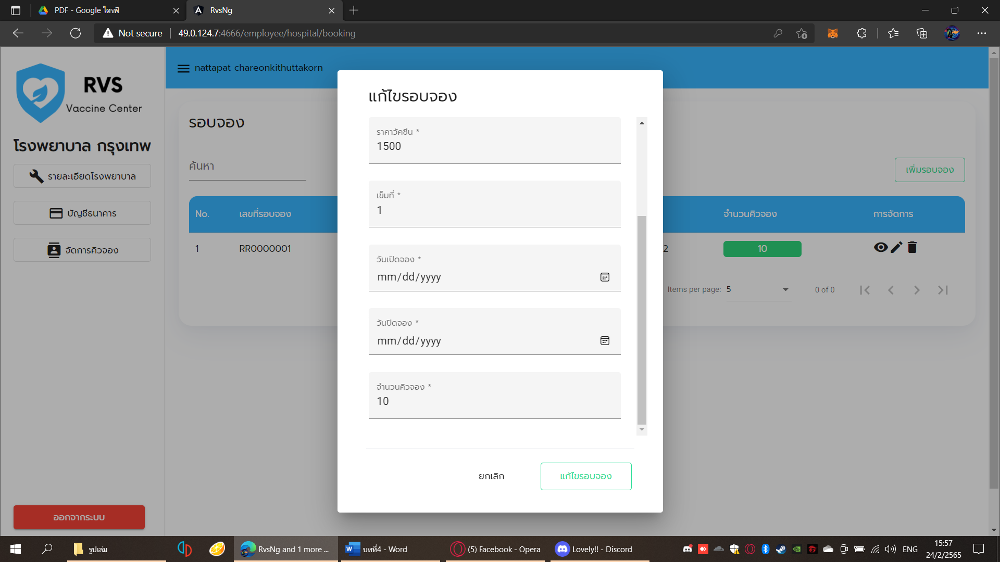 PDF - Google ไดรฟ์
RvsNg
Not secure
49.0.124.7:4666/employee/hospital/booking
RVS
Vaccine Center
โรงพยาบาล กรุงเทพ
รายละเอียดโรงพยาบาล
บัญชีธนาคาร
จัดการคิวจอง
ออกจากระบบ
nattapat chareonkithuttakorn
รอบจอง
ค้นหา
เพิ่มรอบจอง
No. เลขที่รอบจอง จำนวนคิวจอง การจัดการ
1 RR0000001 2 10
Items per page: 5 0 of 0
แก้ไขรอบจอง
ราคาวัคซีน *
1500
เข็มที่ *
1
วันเปิดจอง *
mm/dd/yyyy
วันปิดจอง *
mm/dd/yyyy
จำนวนคิวจอง *
10
ยกเลิก
แก้ไขรอบจอง
รูปเล่ม
RvsNg and 1 more ...
บทที่4 - Word
(5) Facebook - Opera
Lovely!! - Discord
ENG
15:57
24/2/2565